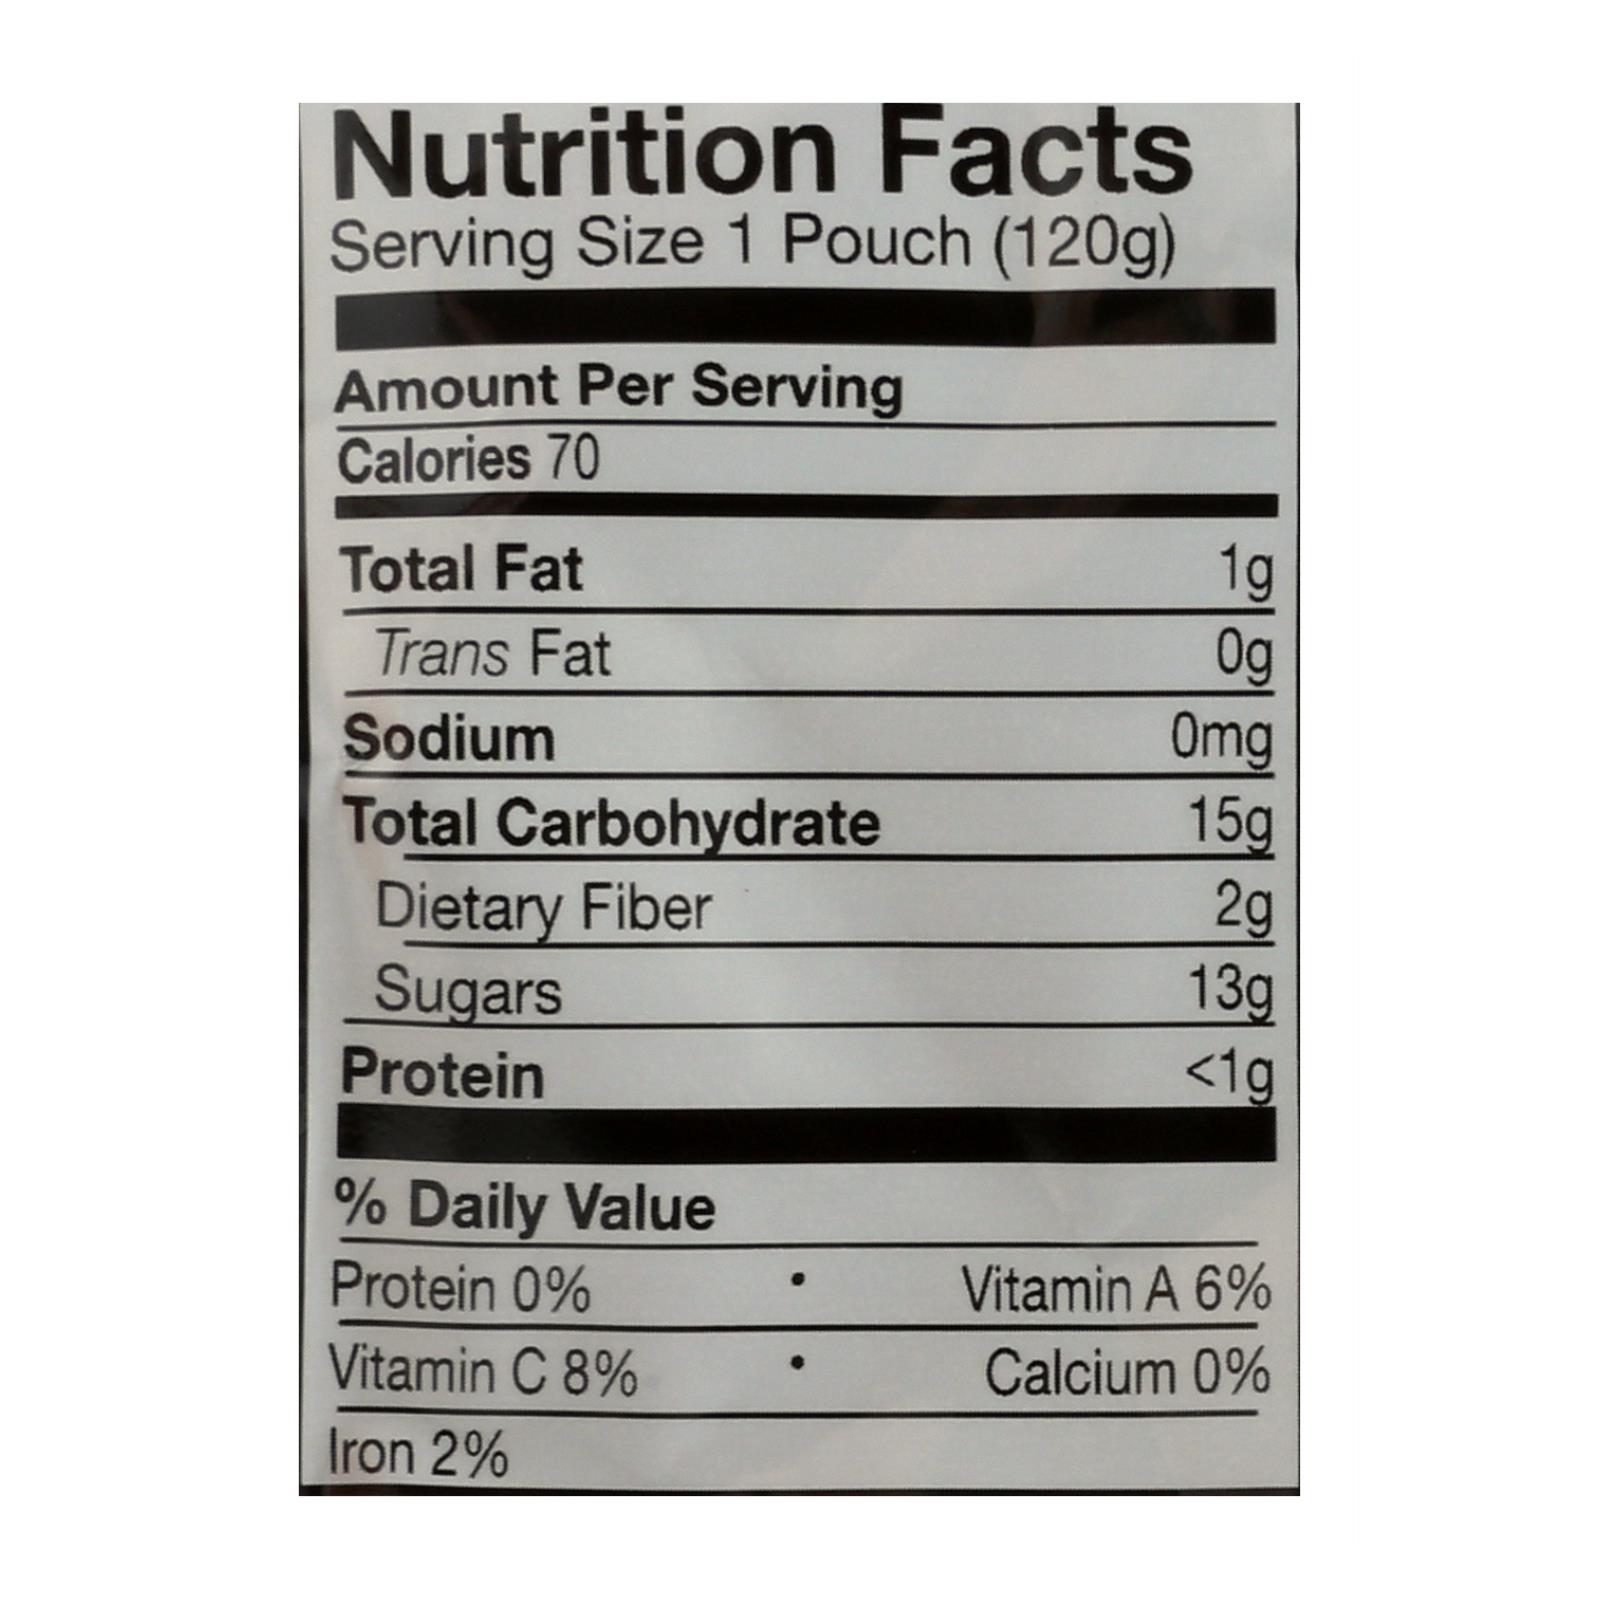 Nutrition Facts
Serving Size 1 Pouch (120g)
Amount Per Serving
Calories 70
Total Fat 1g
Trans Fat 0g
Sodium 0mg
Total Carbohydrate 15g
Dietary Fiber 2g
Sugars 13g
Protein <1g
% Daily Value
Protein 0% • Vitamin A 6%
Vitamin C 8% • Calcium 0%
Iron 2%